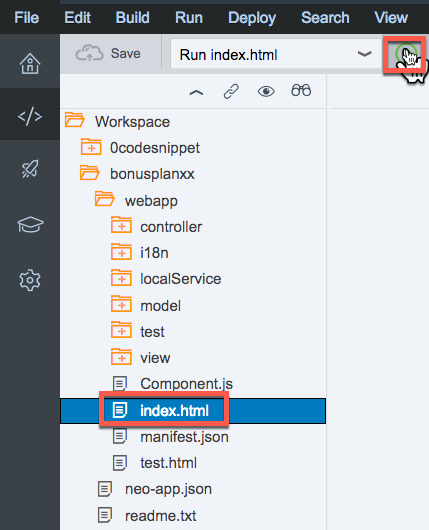 File Edit Build Run Deploy Search View
Save Run index.html
Workspace
0codesnippet
bonusplanxx
webapp
controller
i18n
localService
model
test
view
Component.js
index.html
manifest.json
test.html
neo-app.json
readme.txt